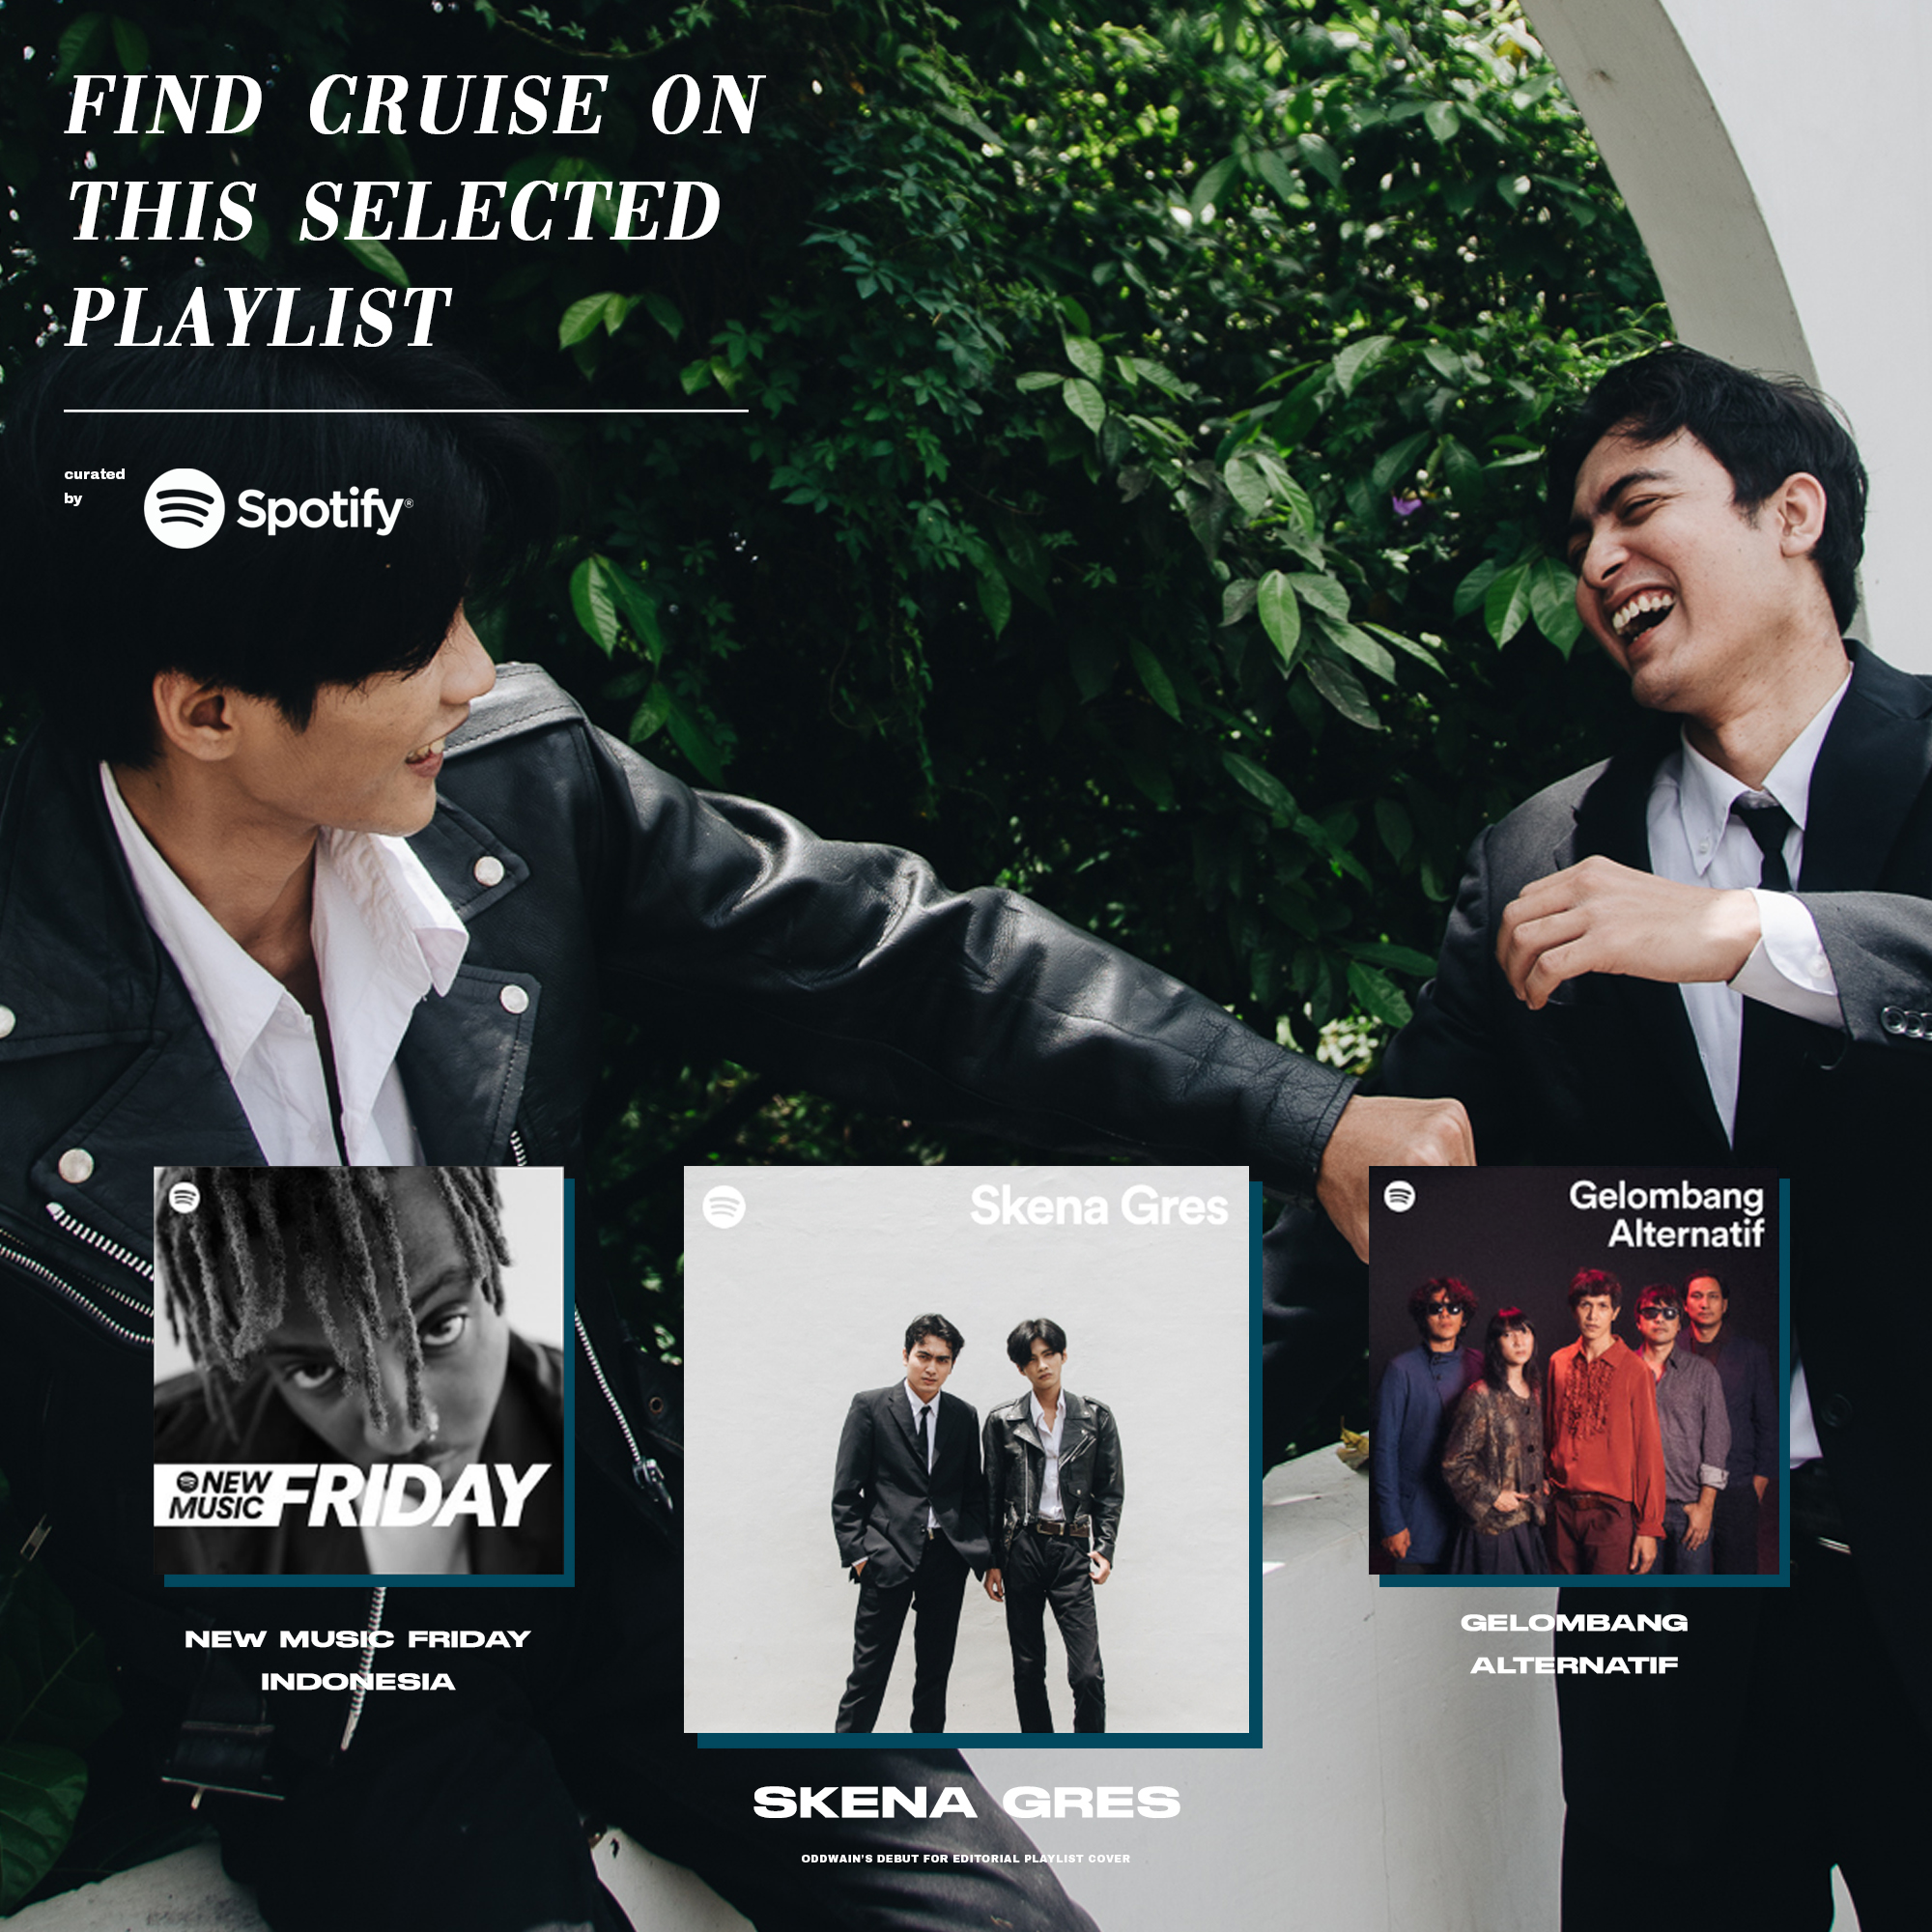 FIND CRUISE ON
THIS SELECTED
PLAYLIST
curated
by
Spotify®
NEW
MUSIC
FRIDAY
NEW MUSIC FRIDAY
INDONESIA
Skena Gres
SKENA GRES
ODDWAIN'S DEBUT FOR EDITORIAL PLAYLIST COVER
Gelombang
Alternatif
GELOMBANG
ALTERNATIF